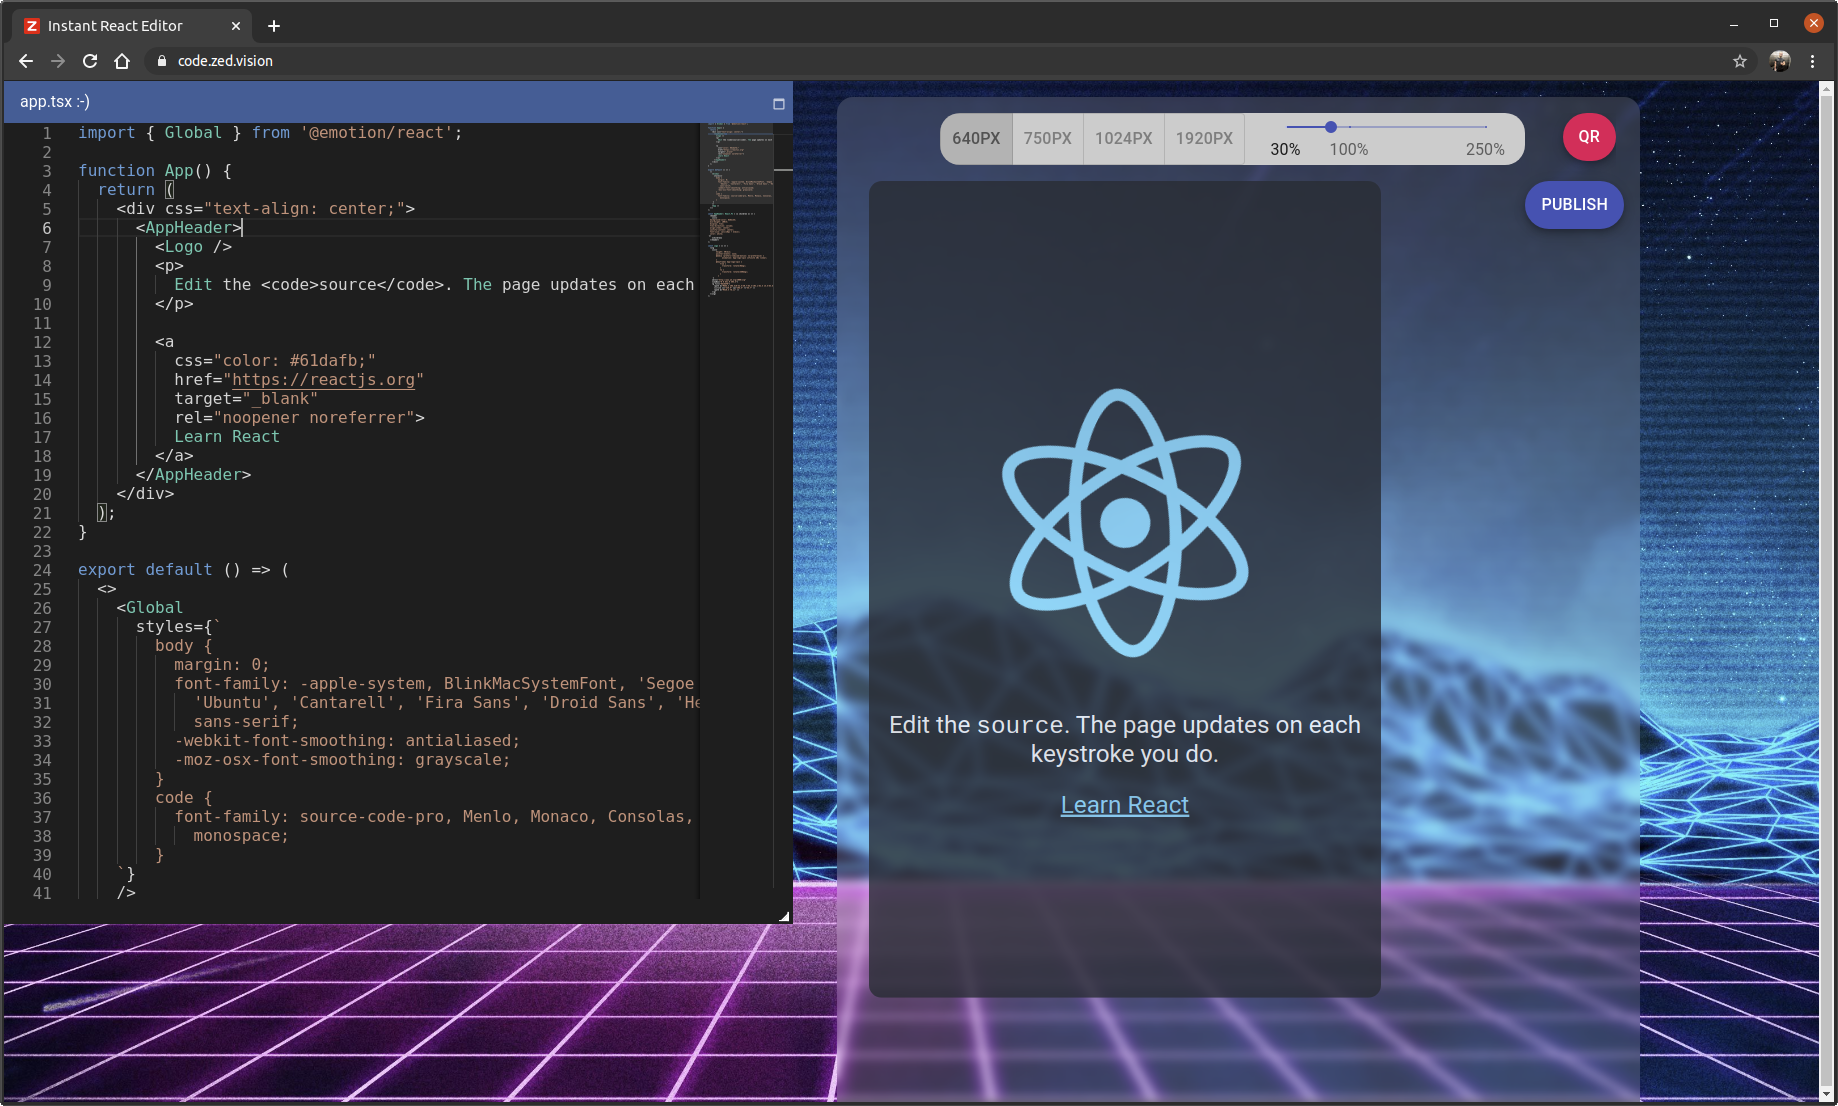 Instant React Editor
code.zed.vision
app.tsx :-)
1 import { Global } from '@emotion/react';
2
3 function App() {
4 return (
5 <div css="text-align: center;">
6 <AppHeader>
7 <Logo />
8 <p>
9 Edit the <code>source</code>. The page updates on each
10 </p>
11
12 <a
13 css="color: #61dafb;"
14 href="https://reactjs.org"
15 target="_blank"
16 rel="noopener noreferrer">
17 Learn React
18 </a>
19 </AppHeader>
20 </div>
21 );
22 }
23
24 export default () => (
25 <>
26 <Global
27 styles={`
28 body {
29 margin: 0;
30 font-family: -apple-system, BlinkMacSystemFont, 'Segoe
31 'Ubuntu', 'Cantarell', 'Fira Sans', 'Droid Sans', 'He
32 sans-serif;
33 -webkit-font-smoothing: antialiased;
34 -moz-osx-font-smoothing: grayscale;
35 }
36 code {
37 font-family: source-code-pro, Menlo, Monaco, Consolas,
38 monospace;
39 }
40 `}
41 />
640PX 750PX 1024PX 1920PX
30% 100% 250%
QR
PUBLISH
Edit the source. The page updates on each
keystroke you do.
Learn React